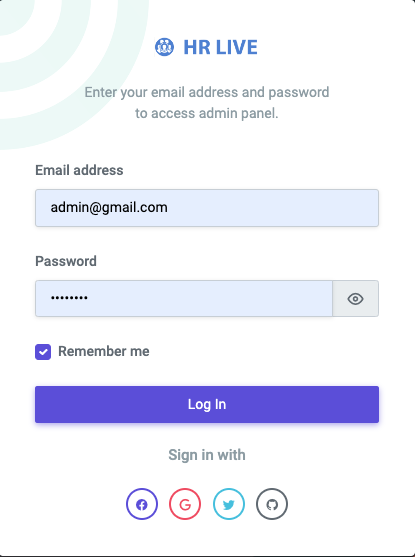 HR LIVE
Enter your email address and password
to access admin panel.
Email address
admin@gmail.com
Password
••••••••
Remember me
Log In
Sign in with